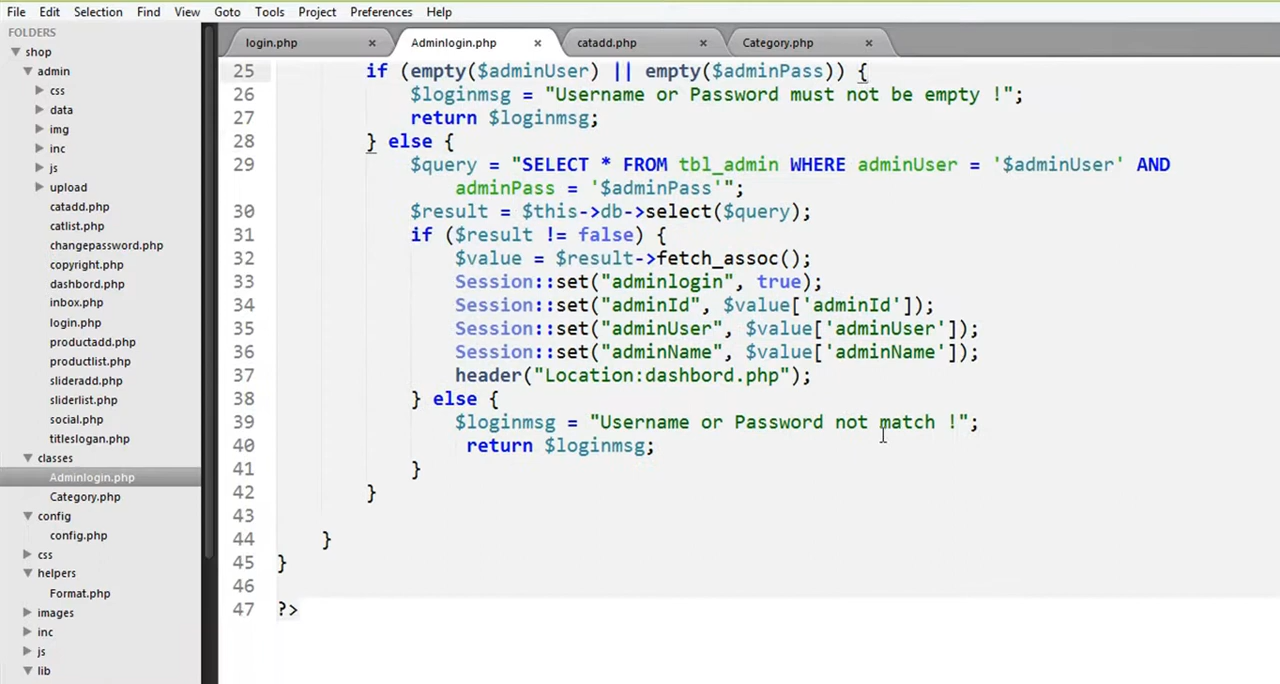 File Edit Selection Find View Goto Tools Project Preferences Help
FOLDERS
shop
admin
css
data
img
inc
js
upload
catadd.php
catlist.php
changepassword.php
copyright.php
dashbord.php
inbox.php
login.php
productadd.php
productlist.php
slideradd.php
sliderlist.php
social.php
titleslogan.php
classes
Adminlogin.php
Category.php
config
config.php
css
helpers
Format.php
images
inc
js
lib
login.php × Adminlogin.php × catadd.php × Category.php ×
25 if (empty($adminUser) || empty($adminPass)) {
26 $loginmsg = "Username or Password must not be empty !";
27 return $loginmsg;
28 } else {
29 $query = "SELECT * FROM tbl_admin WHERE adminUser = '$adminUser' AND
adminPass = '$adminPass'";
30 $result = $this->db->select($query);
31 if ($result != false) {
32 $value = $result->fetch_assoc();
33 Session::set("adminlogin", true);
34 Session::set("adminId", $value['adminId']);
35 Session::set("adminUser", $value['adminUser']);
36 Session::set("adminName", $value['adminName']);
37 header("Location:dashbord.php");
38 } else {
39 $loginmsg = "Username or Password not match !";
40 return $loginmsg;
41 }
42 }
43
44 }
45 }
46
47 ?>